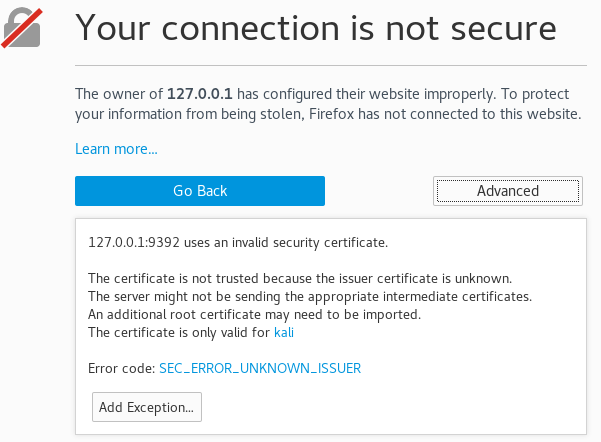 Your connection is not secure
The owner of 127.0.0.1 has configured their website improperly. To protect
your information from being stolen, Firefox has not connected to this website.
Learn more...
Go Back
Advanced
127.0.0.1:9392 uses an invalid security certificate.
The certificate is not trusted because the issuer certificate is unknown.
The server might not be sending the appropriate intermediate certificates.
An additional root certificate may need to be imported.
The certificate is only valid for kali
Error code: SEC_ERROR_UNKNOWN_ISSUER
Add Exception...